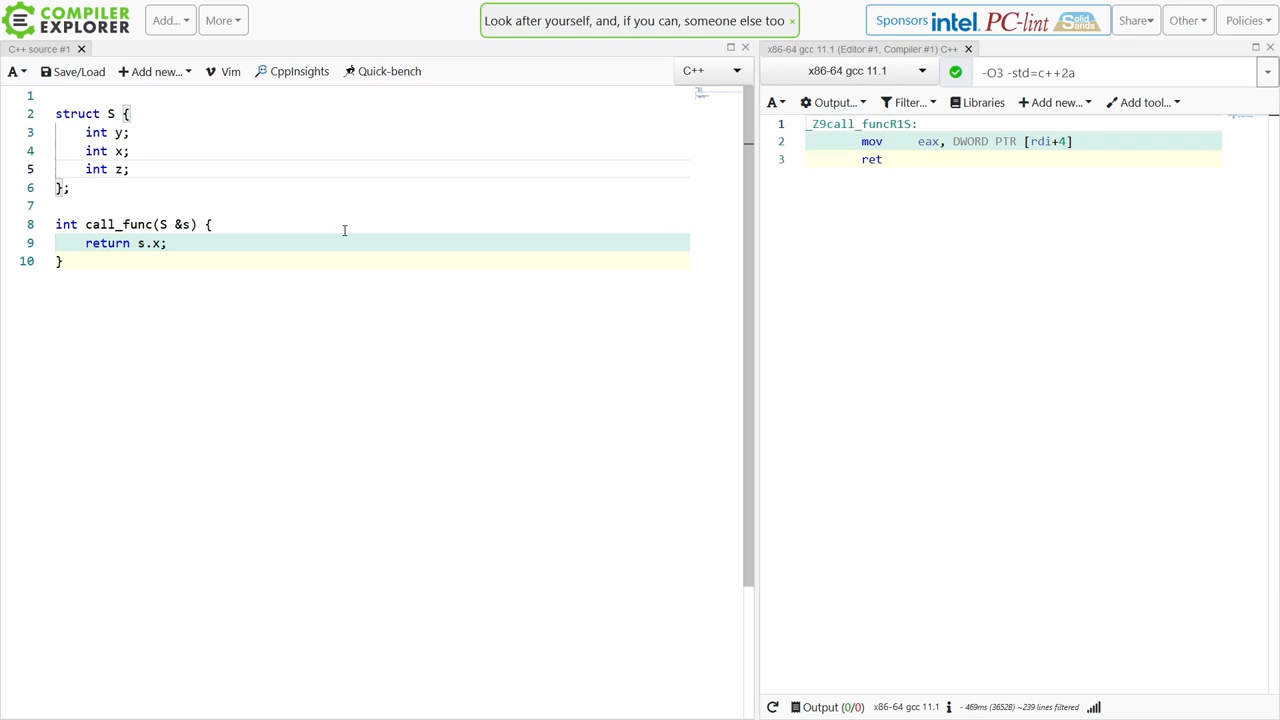 COMPILER
EXPLORER
Add...
More
Look after yourself, and, if you can, someone else too ×
Sponsors intel PC-lint Solid Sands
Share
Other
Policies
C++ source #1
x86-64 gcc 11.1 (Editor #1, Compiler #1) C++
A
Save/Load
Add new...
Vim
CppInsights
Quick-bench
C++
x86-64 gcc 11.1
-O3 -std=c++2a
A
Output...
Filter...
Libraries
Add new...
Add tool...
1
2 struct S {
3 int y;
4 int x;
5 int z;
6 };
7
8 int call_func(S &s) {
9 return s.x;
10 }
1 _Z9call_funcR1S:
2 mov eax, DWORD PTR [rdi+4]
3 ret
Output (0/0) x86-64 gcc 11.1 i - 469ms (3652B) ~239 lines filtered